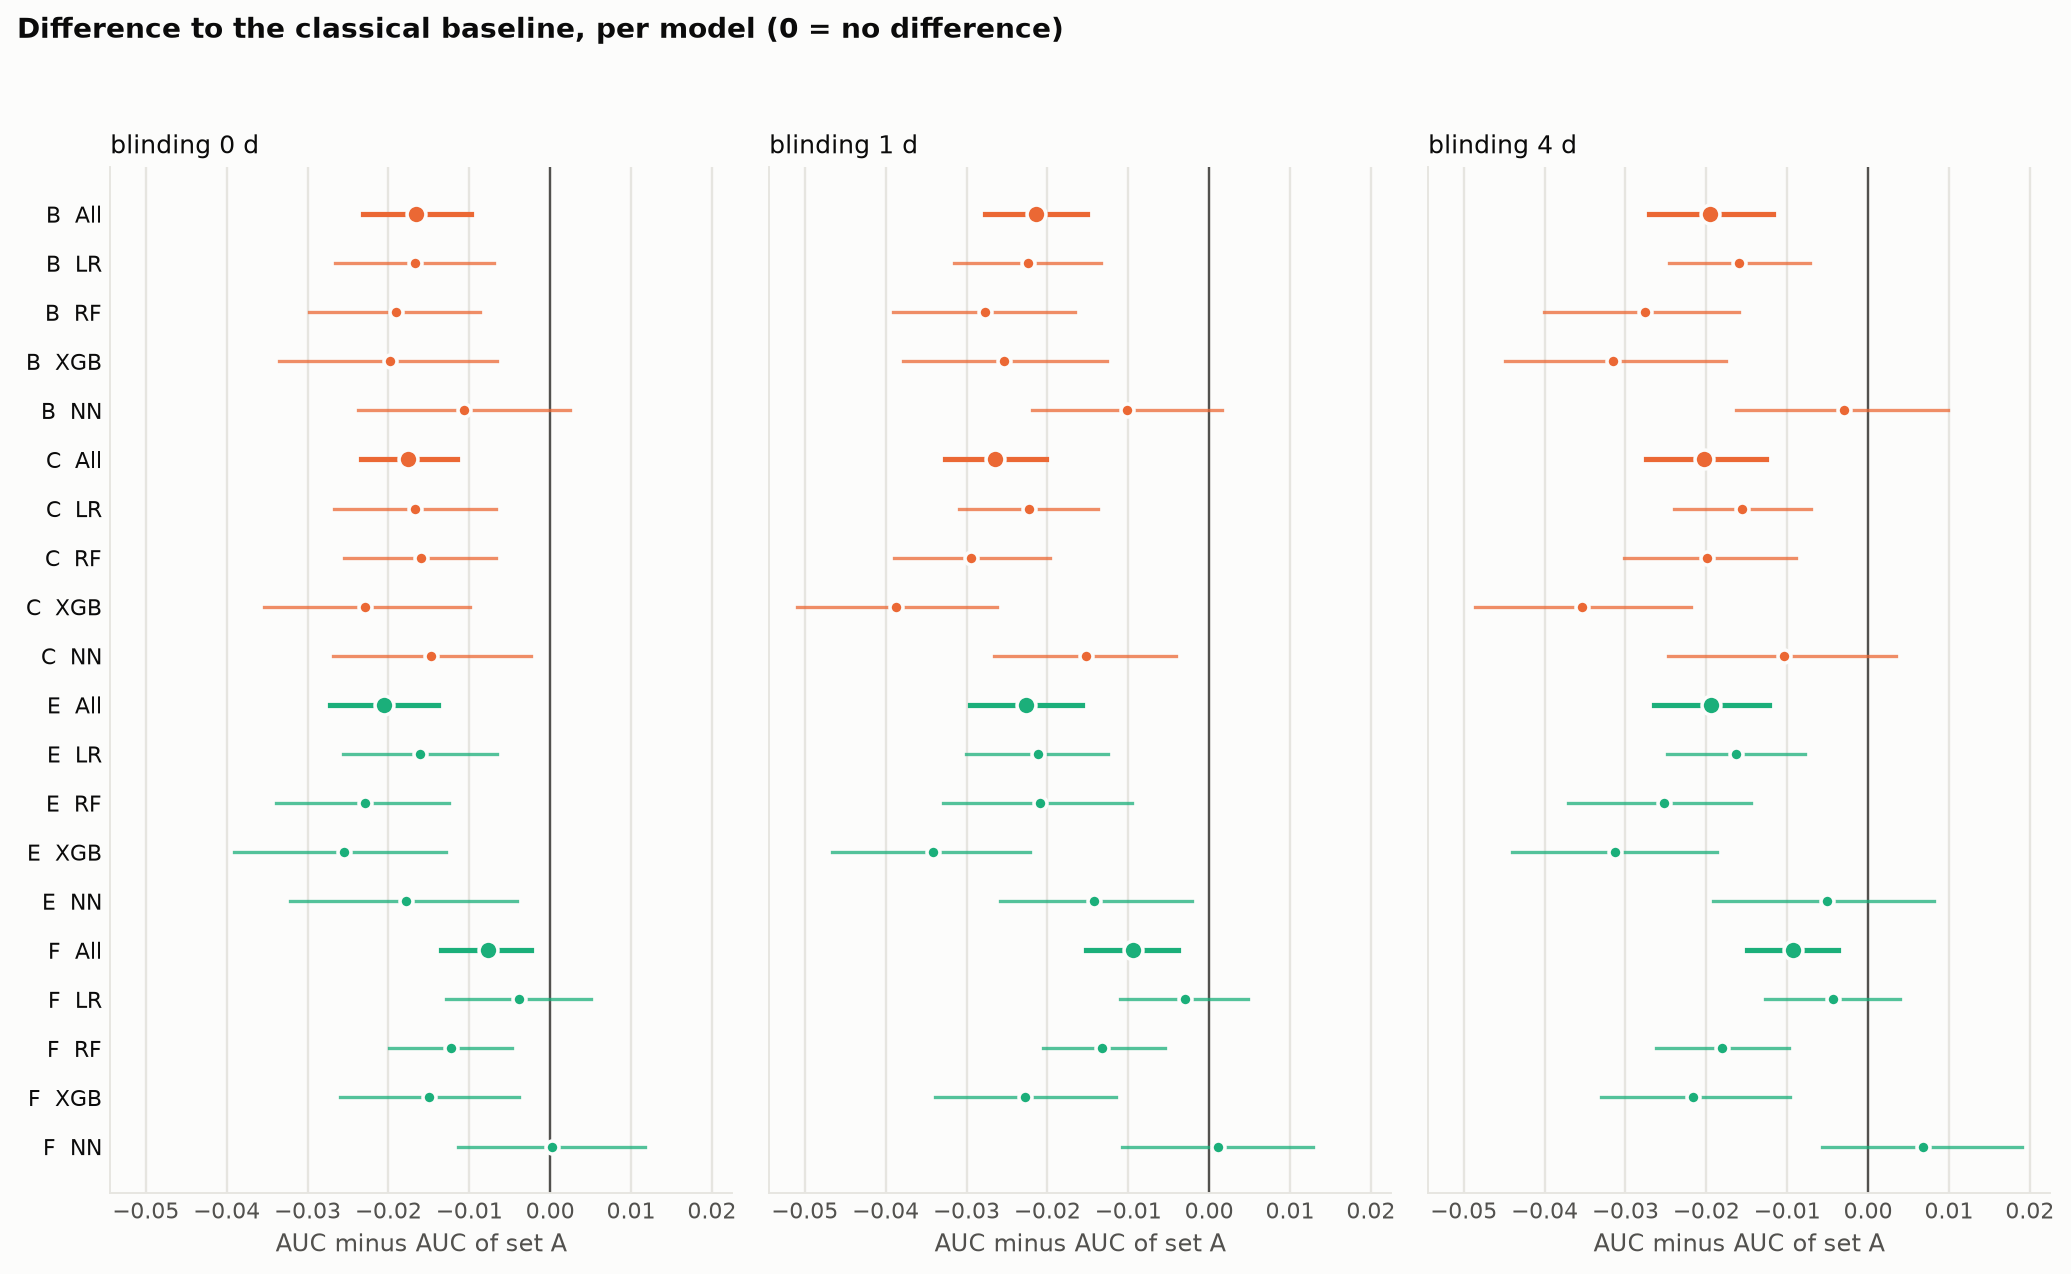 Difference to the classical baseline, per model (0 = no difference)
blinding 0 d
blinding 1 d
blinding 4 d
B All
B LR
B RF
B XGB
B NN
C All
C LR
C RF
C XGB
C NN
E All
E LR
E RF
E XGB
E NN
F All
F LR
F RF
F XGB
F NN
−0.05 −0.04 −0.03 −0.02 −0.01 0.00 0.01 0.02
AUC minus AUC of set A
−0.05 −0.04 −0.03 −0.02 −0.01 0.00 0.01 0.02
AUC minus AUC of set A
−0.05 −0.04 −0.03 −0.02 −0.01 0.00 0.01 0.02
AUC minus AUC of set A